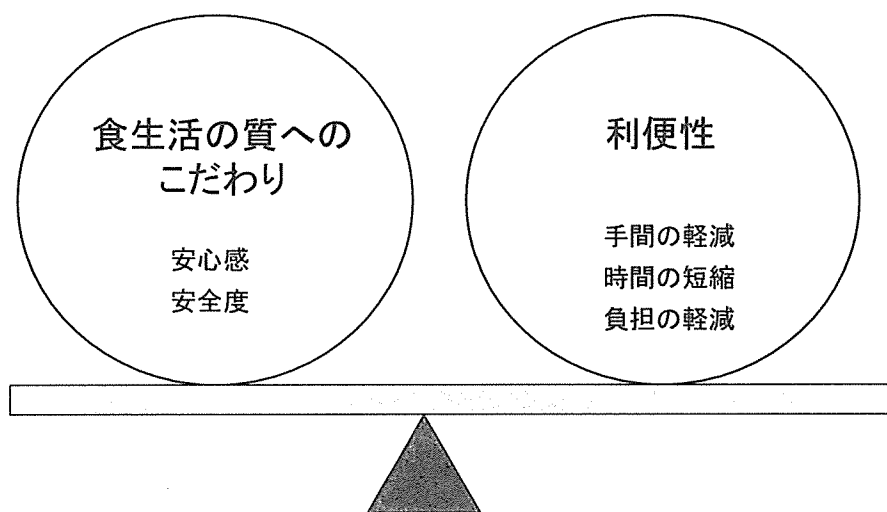 食生活の質への
こだわり
安心感
安全度
利便性
手間の軽減
時間の短縮
負担の軽減